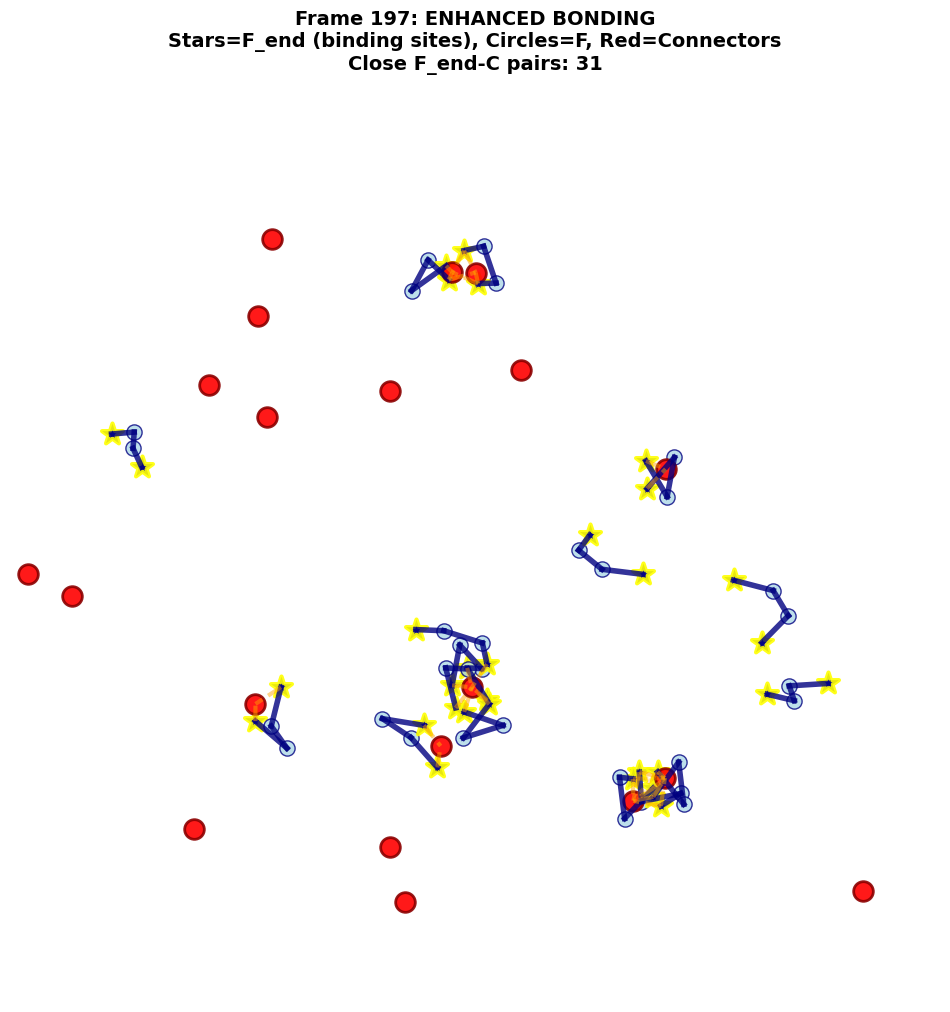 Frame 197: ENHANCED BONDING
Stars=F_end (binding sites), Circles=F, Red=Connectors
Close F_end-C pairs: 31